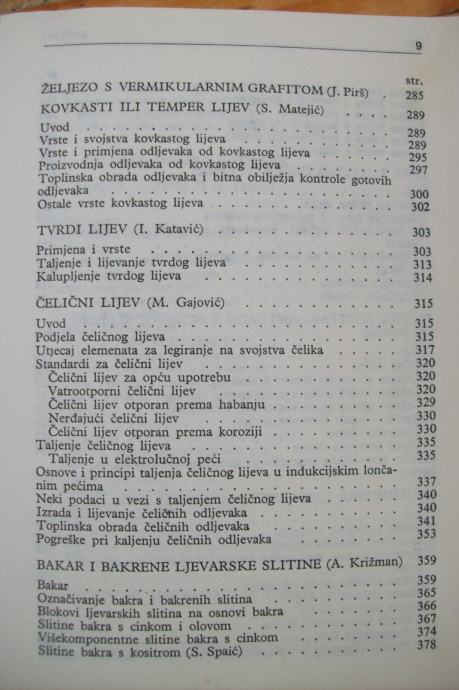 9
str.
ŽELJEZO S VERMIKULARNIM GRAFITOM (J. Pirš) . 285
KOVKASTI ILI TEMPER LIJEV (S. Matejić) . . . . 289
Uvod . . . . . . . . . . . . . . . . 289
Vrste i svojstva kovkastog lijeva . . . . . . . . . 289
Vrste i primjena odljevaka od kovkastog lijeva . . . . . 295
Proizvodnja odljevaka od kovkastog lijeva . . . . . . 297
Toplinska obrada odljevaka i bitna obilježja kontrole gotovih
odljevaka . . . . . . . . . . . . . . 300
Ostale vrste kovkastog lijeva . . . . . . . . . . 302
TVRDI LIJEV (I. Katavić) . . . . . . . . . . 303
Primjena i vrste . . . . . . . . . . . . . 303
Taljenje i lijevanje tvrdog lijeva . . . . . . . . . 313
Kalupljenje tvrdog lijeva . . . . . . . . . . . 314
ČELIČNI LIJEV (M. Gajović) . . . . . . . . . 315
Uvod . . . . . . . . . . . . . . . . 315
Podjela čeličnog lijeva . . . . . . . . . . . . 315
Utjecaj elemenata za legiranje na svojstva čelika . . . . 317
Standardi za čelični lijev . . . . . . . . . . . 320
Čelični lijev za opću upotrebu . . . . . . . . . 320
Vatrootporni čelični lijev . . . . . . . . . . 320
Čelični lijev otporan prema habanju . . . . . . . 329
Nerđajući čelični lijev . . . . . . . . . . . 330
Čelični lijev otporan prema koroziji . . . . . . . 330
Taljenje čeličnog lijeva . . . . . . . . . . . 335
Taljenje u elektrolučnoj peći . . . . . . . . . 335
Osnove i principi taljenja čeličnog lijeva u indukcijskim lonča-
nim pećima . . . . . . . . . . . . . . 337
Neki podaci u vezi s taljenjem čeličnog lijeva . . . . . 340
Izrada i lijevanje čeličnih odljevaka . . . . . . . . 340
Toplinska obrada čeličnih odljevaka . . . . . . . . 341
Pogreške pri kaljenju čeličnih odljevaka . . . . . . . 353
BAKAR I BAKRENE LJEVARSKE SLITINE (A. Križman) 359
Bakar . . . . . . . . . . . . . . . . 359
Označivanje bakra i bakrenih slitina . . . . . . . . 365
Blokovi ljevarskih slitina na osnovi bakra . . . . . . 366
Slitine bakra s cinkom i olovom . . . . . . . . . 367
Višekomponentne slitine bakra s cinkom . . . . . . 374
Slitine bakra s kositrom (S. Spaić) . . . . . . . . 378